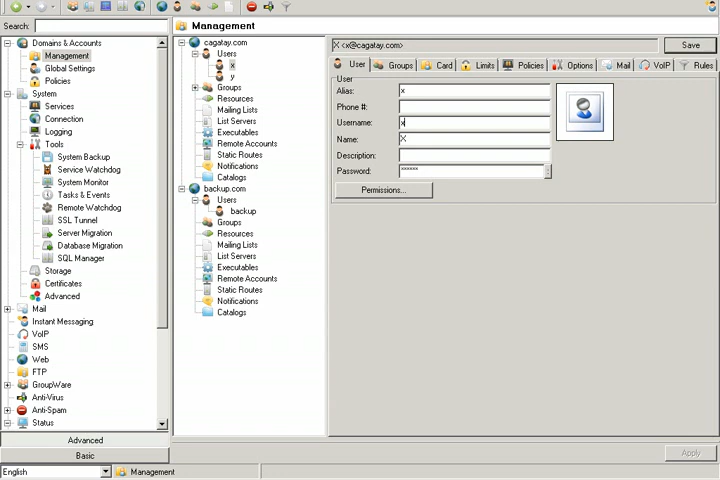 Management
Search:
Domains & Accounts
Management
Global Settings
Policies
System
Services
Connection
Logging
Tools
System Backup
Service Watchdog
System Monitor
Tasks & Events
Remote Watchdog
SSL Tunnel
Server Migration
Database Migration
SQL Manager
Storage
Certificates
Advanced
Mail
Instant Messaging
VoIP
SMS
Web
FTP
GroupWare
Anti-Virus
Anti-Spam
Status
Advanced
Basic
cagatay.com
Users
x
y
Groups
Resources
Mailing Lists
List Servers
Executables
Remote Accounts
Static Routes
Notifications
Catalogs
backup.com
Users
backup
Groups
Resources
Mailing Lists
List Servers
Executables
Remote Accounts
Static Routes
Notifications
Catalogs
X <x@cagatay.com>
Save
User Groups Card Limits Policies Options Mail VoIP Rules
User
Alias: x
Phone #:
Username: x
Name: X
Description:
Password: ******
Permissions...
Apply
English Management